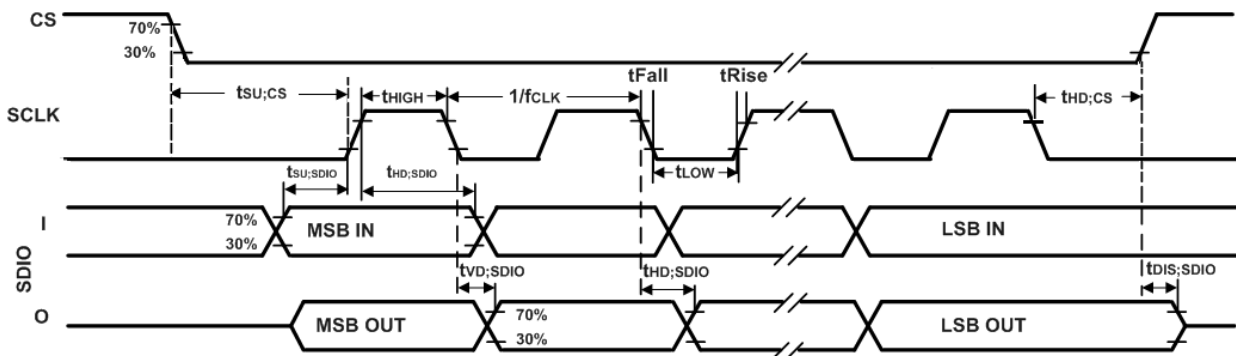 CS
70%
30%
tFall
tRise
tSU;CS
tHIGH
1/fCLK
tHD;CS
SCLK
tLOW
tSU;SDIO
tHD;SDIO
SDIO
I
70%
30%
MSB IN
LSB IN
tVD;SDIO
tHD;SDIO
tDIS;SDIO
O
MSB OUT
70%
30%
LSB OUT